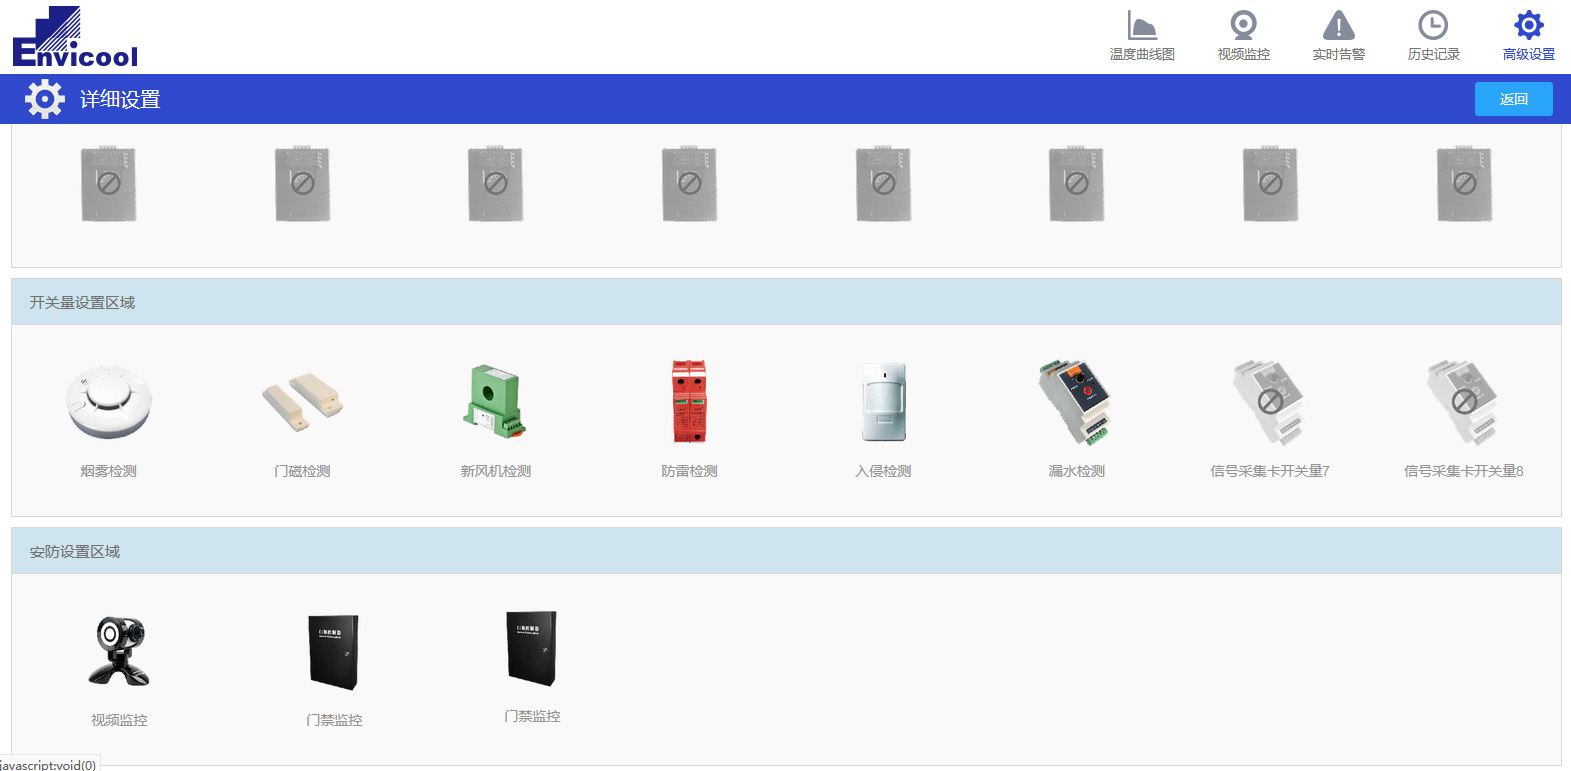 Envicool
温度曲线图
视频监控
实时告警
历史记录
高级设置
详细设置
返回
开关量设置区域
烟雾检测
门磁检测
新风机检测
防雷检测
入侵检测
漏水检测
信号采集卡开关量7
信号采集卡开关量8
安防设置区域
视频监控
门禁监控
门禁监控
javascript:void(0)